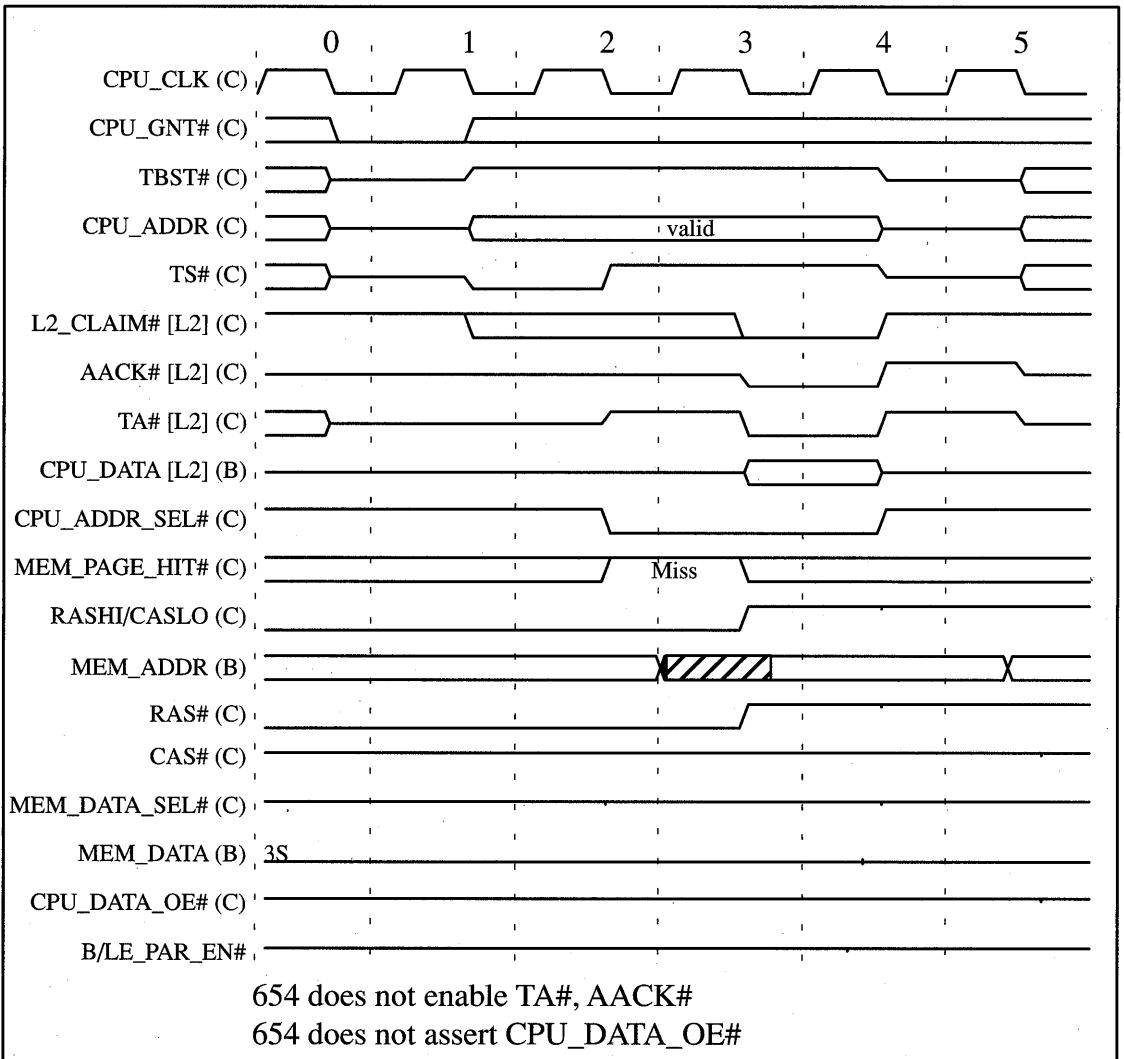 0 1 2 3 4 5
CPU_CLK (C)
CPU_GNT# (C)
TBST# (C)
CPU_ADDR (C) valid
TS# (C)
L2_CLAIM# [L2] (C)
AACK# [L2] (C)
TA# [L2] (C)
CPU_DATA [L2] (B)
CPU_ADDR_SEL# (C)
MEM_PAGE_HIT# (C) Miss
RASHI/CASLO (C)
MEM_ADDR (B)
RAS# (C)
CAS# (C)
MEM_DATA_SEL# (C)
MEM_DATA (B) 3S
CPU_DATA_OE# (C)
B/LE_PAR_EN#
654 does not enable TA#, AACK#
654 does not assert CPU_DATA_OE#